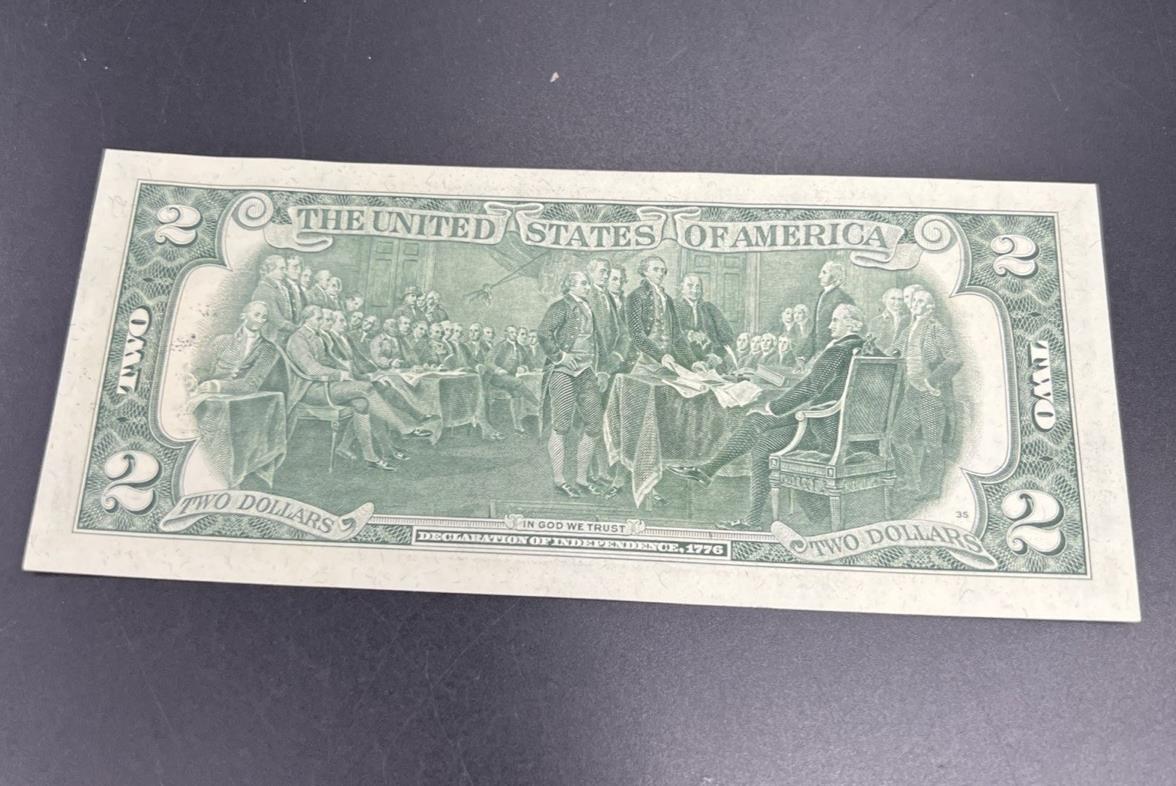 2 THE UNITED STATES OF AMERICA 2
TWO
TWO
2 TWO DOLLARS
IN GOD WE TRUST
DECLARATION OF INDEPENDENCE, 1776
35
TWO DOLLARS 2